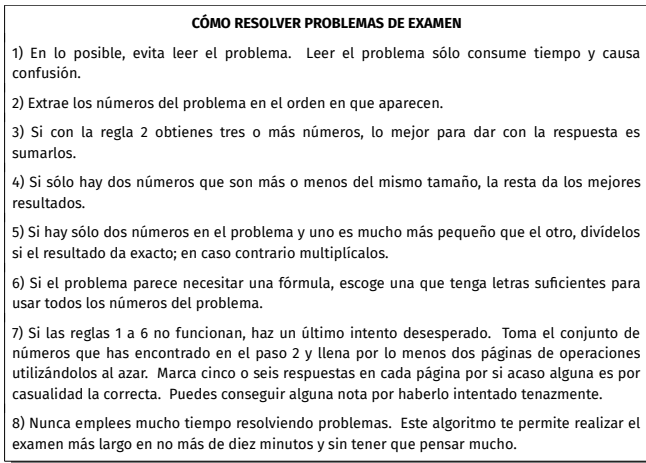 CÓMO RESOLVER PROBLEMAS DE EXAMEN
1) En lo posible, evita leer el problema. Leer el problema sólo consume tiempo y causa
confusión.
2) Extrae los números del problema en el orden en que aparecen.
3) Si con la regla 2 obtienes tres o más números, lo mejor para dar con la respuesta es
sumarlos.
4) Si sólo hay dos números que son más o menos del mismo tamaño, la resta da los mejores
resultados.
5) Si hay sólo dos números en el problema y uno es mucho más pequeño que el otro, divídelos
si el resultado da exacto; en caso contrario multiplícalos.
6) Si el problema parece necesitar una fórmula, escoge una que tenga letras suficientes para
usar todos los números del problema.
7) Si las reglas 1 a 6 no funcionan, haz un último intento desesperado. Toma el conjunto de
números que has encontrado en el paso 2 y llena por lo menos dos páginas de operaciones
utilizándolos al azar. Marca cinco o seis respuestas en cada página por si acaso alguna es por
casualidad la correcta. Puedes conseguir alguna nota por haberlo intentado tenazmente.
8) Nunca emplees mucho tiempo resolviendo problemas. Este algoritmo te permite realizar el
examen más largo en no más de diez minutos y sin tener que pensar mucho.